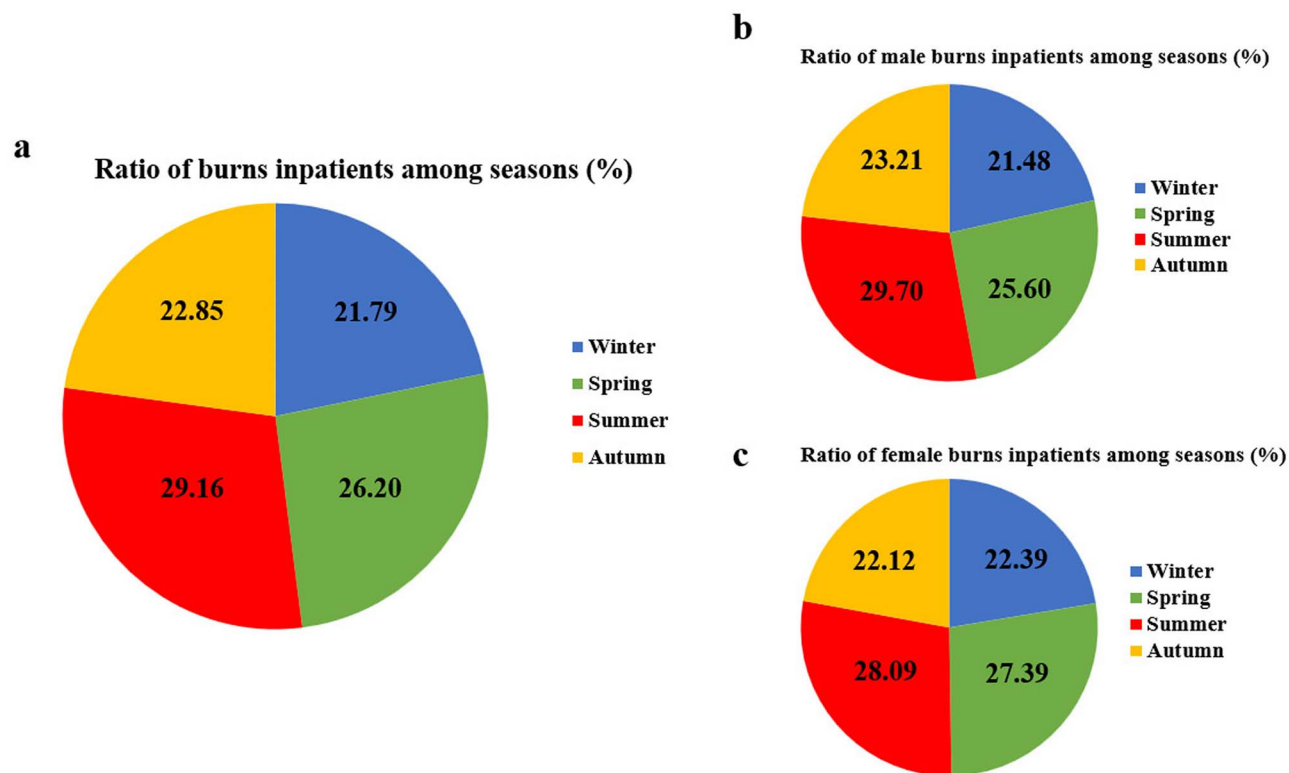 a
Ratio of burns inpatients among seasons (%)
22.85
21.79
29.16
26.20
Winter
Spring
Summer
Autumn
b
Ratio of male burns inpatients among seasons (%)
23.21
21.48
29.70
25.60
Winter
Spring
Summer
Autumn
c
Ratio of female burns inpatients among seasons (%)
22.12
22.39
28.09
27.39
Winter
Spring
Summer
Autumn